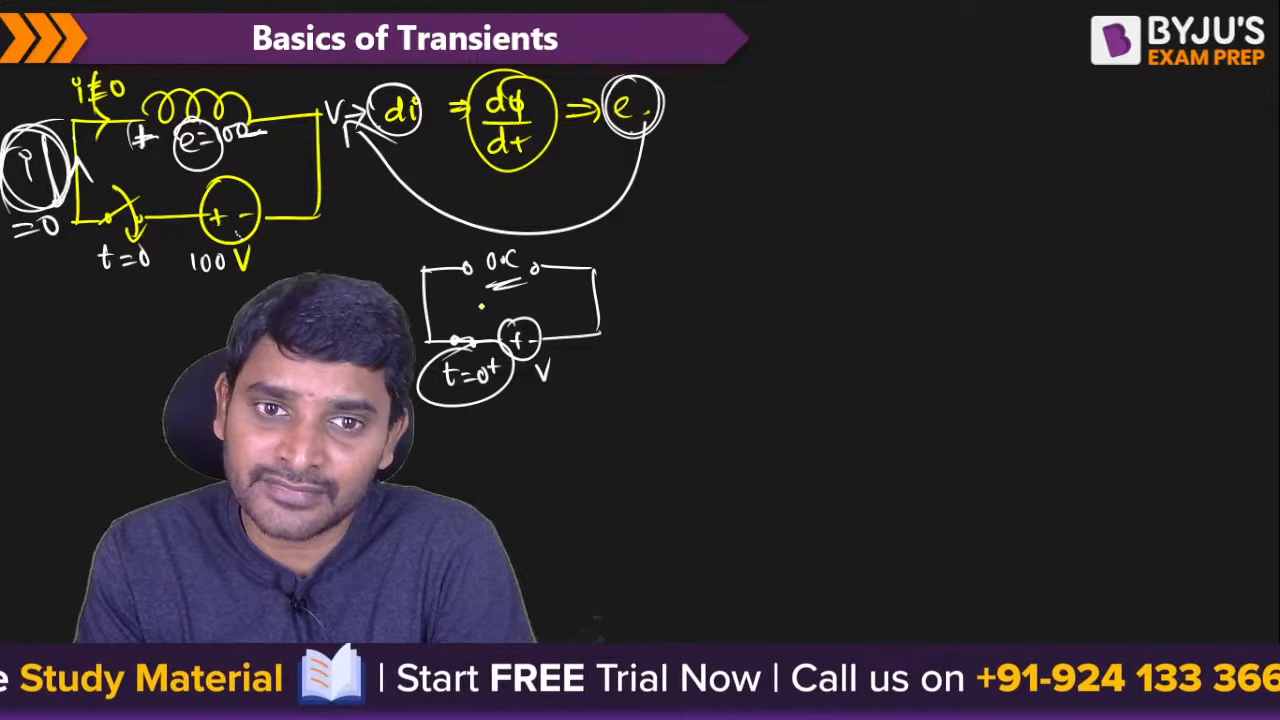 Basics of Transients
BYJU'S
EXAM PREP
i≠0
+ e=100 -
i
=0
t=0
+ -
100 V
V ⇒ di ⇒ dφ/dt ⇒ e.
O.C
+ -
t=0⁺
V
e Study Material | Start FREE Trial Now | Call us on +91-924 133 366